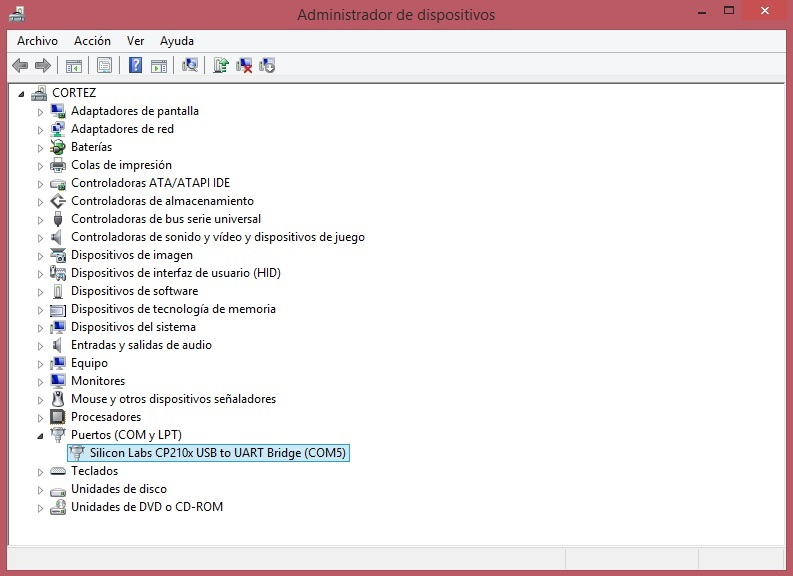 Administrador de dispositivos
Archivo Acción Ver Ayuda
CORTEZ
Adaptadores de pantalla
Adaptadores de red
Baterías
Colas de impresión
Controladoras ATA/ATAPI IDE
Controladoras de almacenamiento
Controladoras de bus serie universal
Controladoras de sonido y vídeo y dispositivos de juego
Dispositivos de imagen
Dispositivos de interfaz de usuario (HID)
Dispositivos de software
Dispositivos de tecnología de memoria
Dispositivos del sistema
Entradas y salidas de audio
Equipo
Monitores
Mouse y otros dispositivos señaladores
Procesadores
Puertos (COM y LPT)
Silicon Labs CP210x USB to UART Bridge (COM5)
Teclados
Unidades de disco
Unidades de DVD o CD-ROM